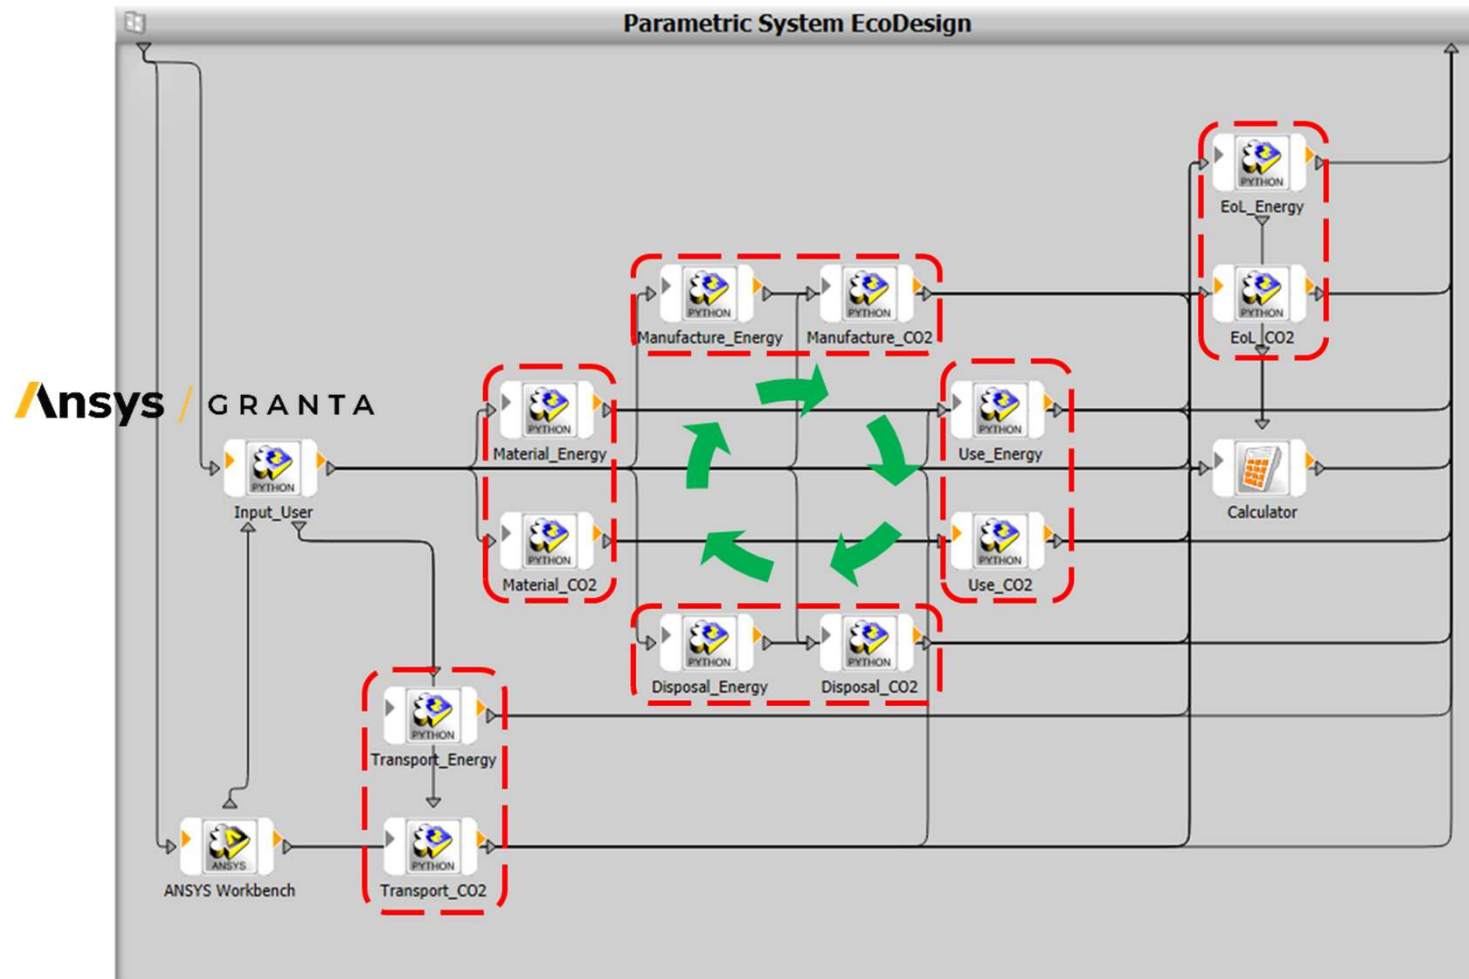 Parametric System EcoDesign
PYTHON
EoL_Energy
PYTHON
EoL_CO2
PYTHON
Manufacture_Energy
PYTHON
Manufacture_CO2
Ansys / GRANTA
PYTHON
Material_Energy
PYTHON
Use_Energy
PYTHON
Input_User
Calculator
PYTHON
Material_CO2
PYTHON
Use_CO2
PYTHON
Disposal_Energy
PYTHON
Disposal_CO2
PYTHON
Transport_Energy
ANSYS
ANSYS Workbench
PYTHON
Transport_CO2